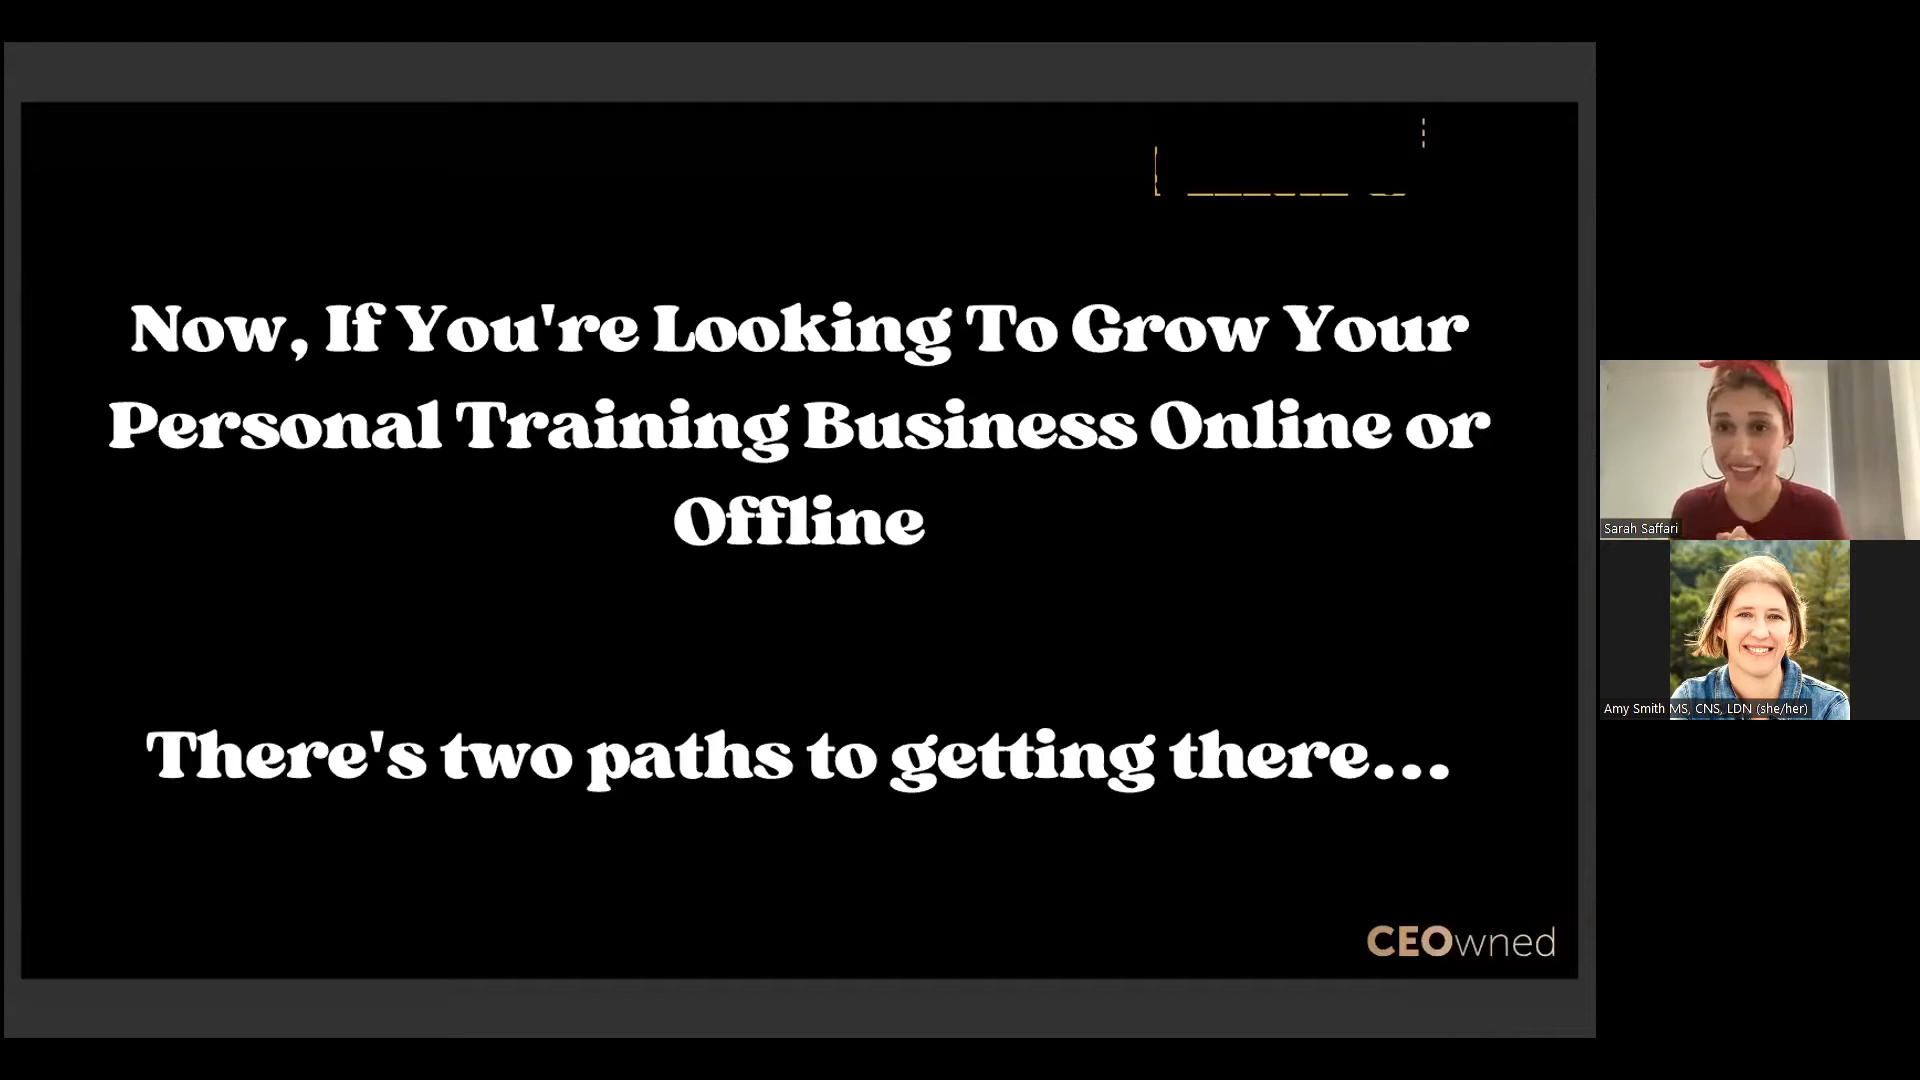 Now, If You're Looking To Grow Your
Personal Training Business Online or
Offline
There's two paths to getting there...
CEOwned
Sarah Saffari
Amy Smith MS, CNS, LDN (she/her)